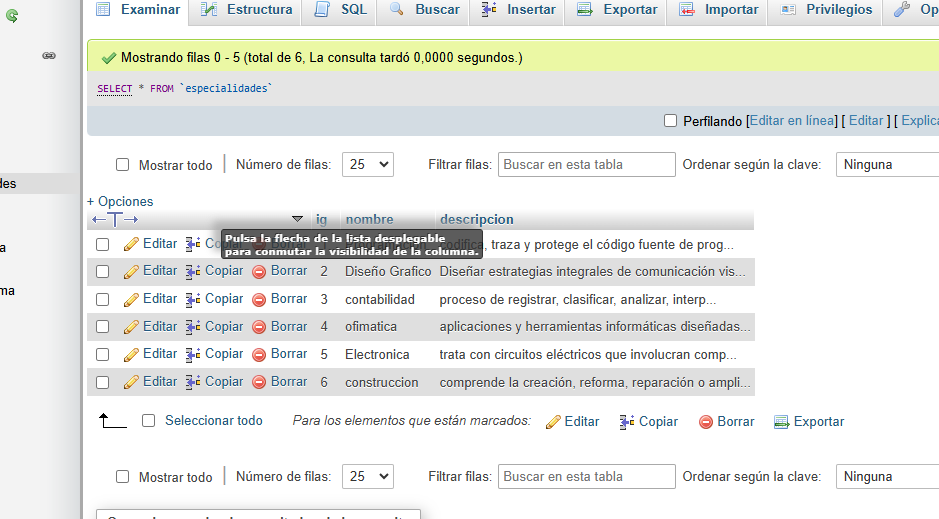 Examinar Estructura SQL Buscar Insertar Exportar Importar Privilegios Op
Mostrando filas 0 - 5 (total de 6, La consulta tardó 0,0000 segundos.)
SELECT * FROM `especialidades`
Perfilando [Editar en línea] [ Editar ] [ Explica
des
Mostrar todo Número de filas: 25 Filtrar filas: Buscar en esta tabla Ordenar según la clave: Ninguna
+ Opciones
ig nombre descripcion
Editar Copiar Borrar codifica, traza y protege el código fuente de prog...
Pulsa la flecha de la lista desplegable
para conmutar la visibilidad de la columna.
a
Editar Copiar Borrar 2 Diseño Grafico Diseñar estrategias integrales de comunicación vis...
ma
Editar Copiar Borrar 3 contabilidad proceso de registrar, clasificar, analizar, interp...
Editar Copiar Borrar 4 ofimatica aplicaciones y herramientas informáticas diseñadas...
Editar Copiar Borrar 5 Electronica trata con circuitos eléctricos que involucran comp...
Editar Copiar Borrar 6 construccion comprende la creación, reforma, reparación o ampli...
Seleccionar todo Para los elementos que están marcados: Editar Copiar Borrar Exportar
Mostrar todo Número de filas: 25 Filtrar filas: Buscar en esta tabla Ordenar según la clave: Ninguna